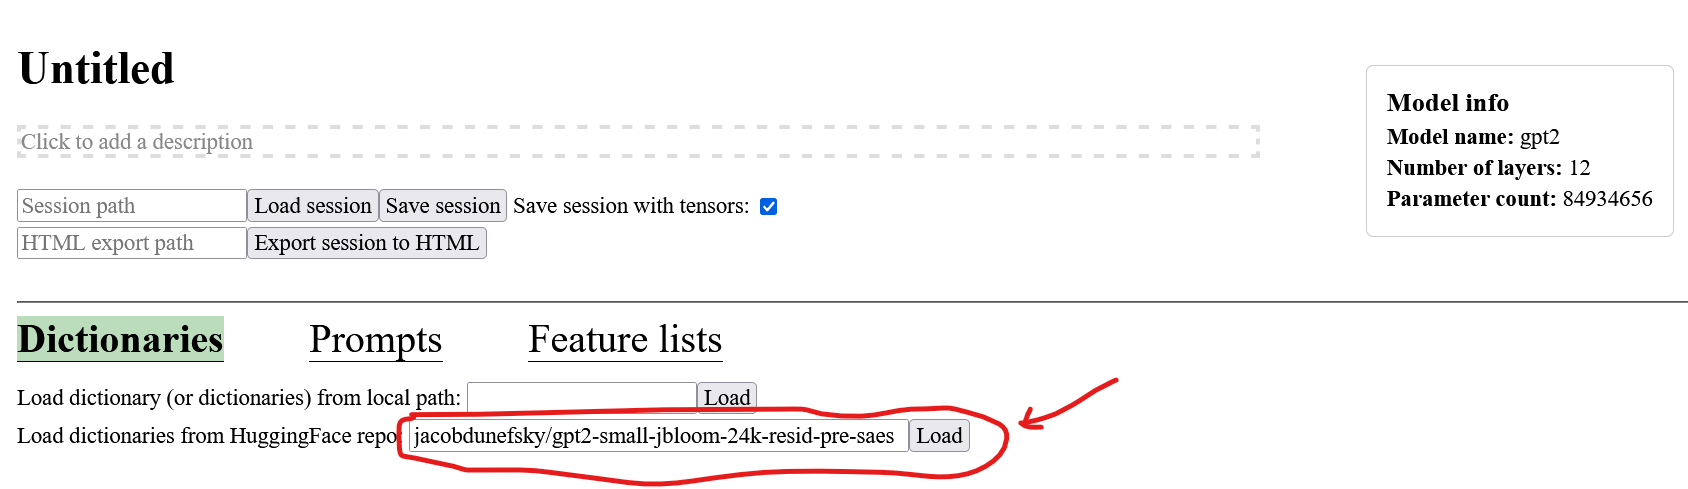 Untitled
Click to add a description
Session path Load session Save session Save session with tensors:
HTML export path Export session to HTML
Model info
Model name: gpt2
Number of layers: 12
Parameter count: 84934656
Dictionaries Prompts Feature lists
Load dictionary (or dictionaries) from local path: Load
Load dictionaries from HuggingFace repo: jacobdunefsky/gpt2-small-jbloom-24k-resid-pre-saes Load